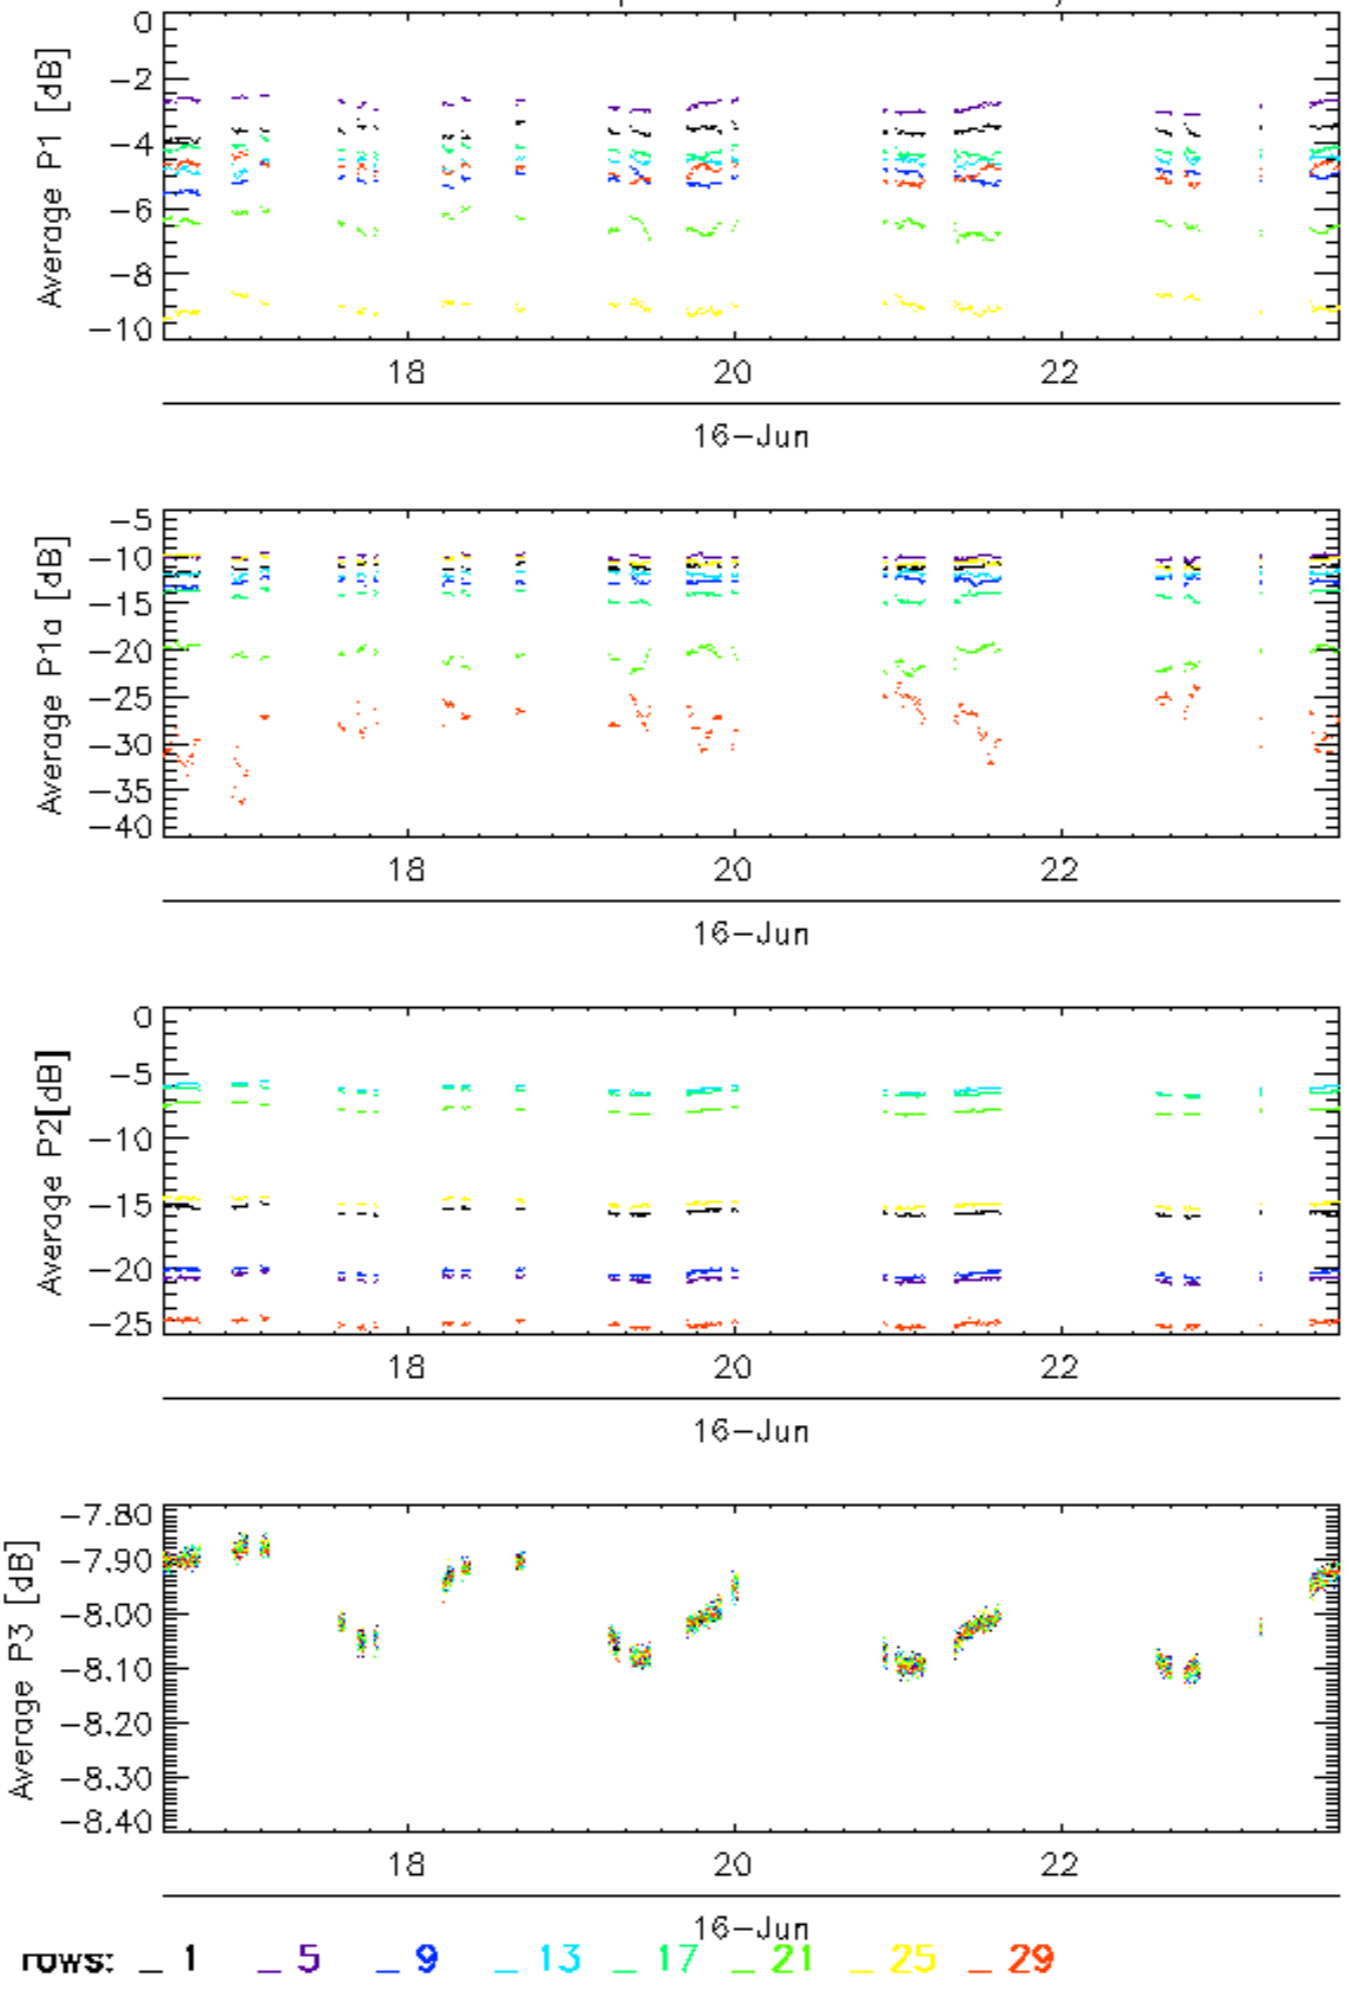 0
−2
−4
−6
−8
−10
Average P1 [dB]
18 20 22
16−Jun
−5
−10
−15
−20
−25
−30
−35
−40
Average P1a [dB]
18 20 22
16−Jun
0
−5
−10
−15
−20
−25
Average P2[dB]
18 20 22
16−Jun
−7.80
−7.90
−8.00
−8.10
−8.20
−8.30
−8.40
Average P3 [dB]
18 20 22
16−Jun
rows: _ 1 _ 5 _ 9 _ 13 _ 17 _ 21 _ 25 _ 29